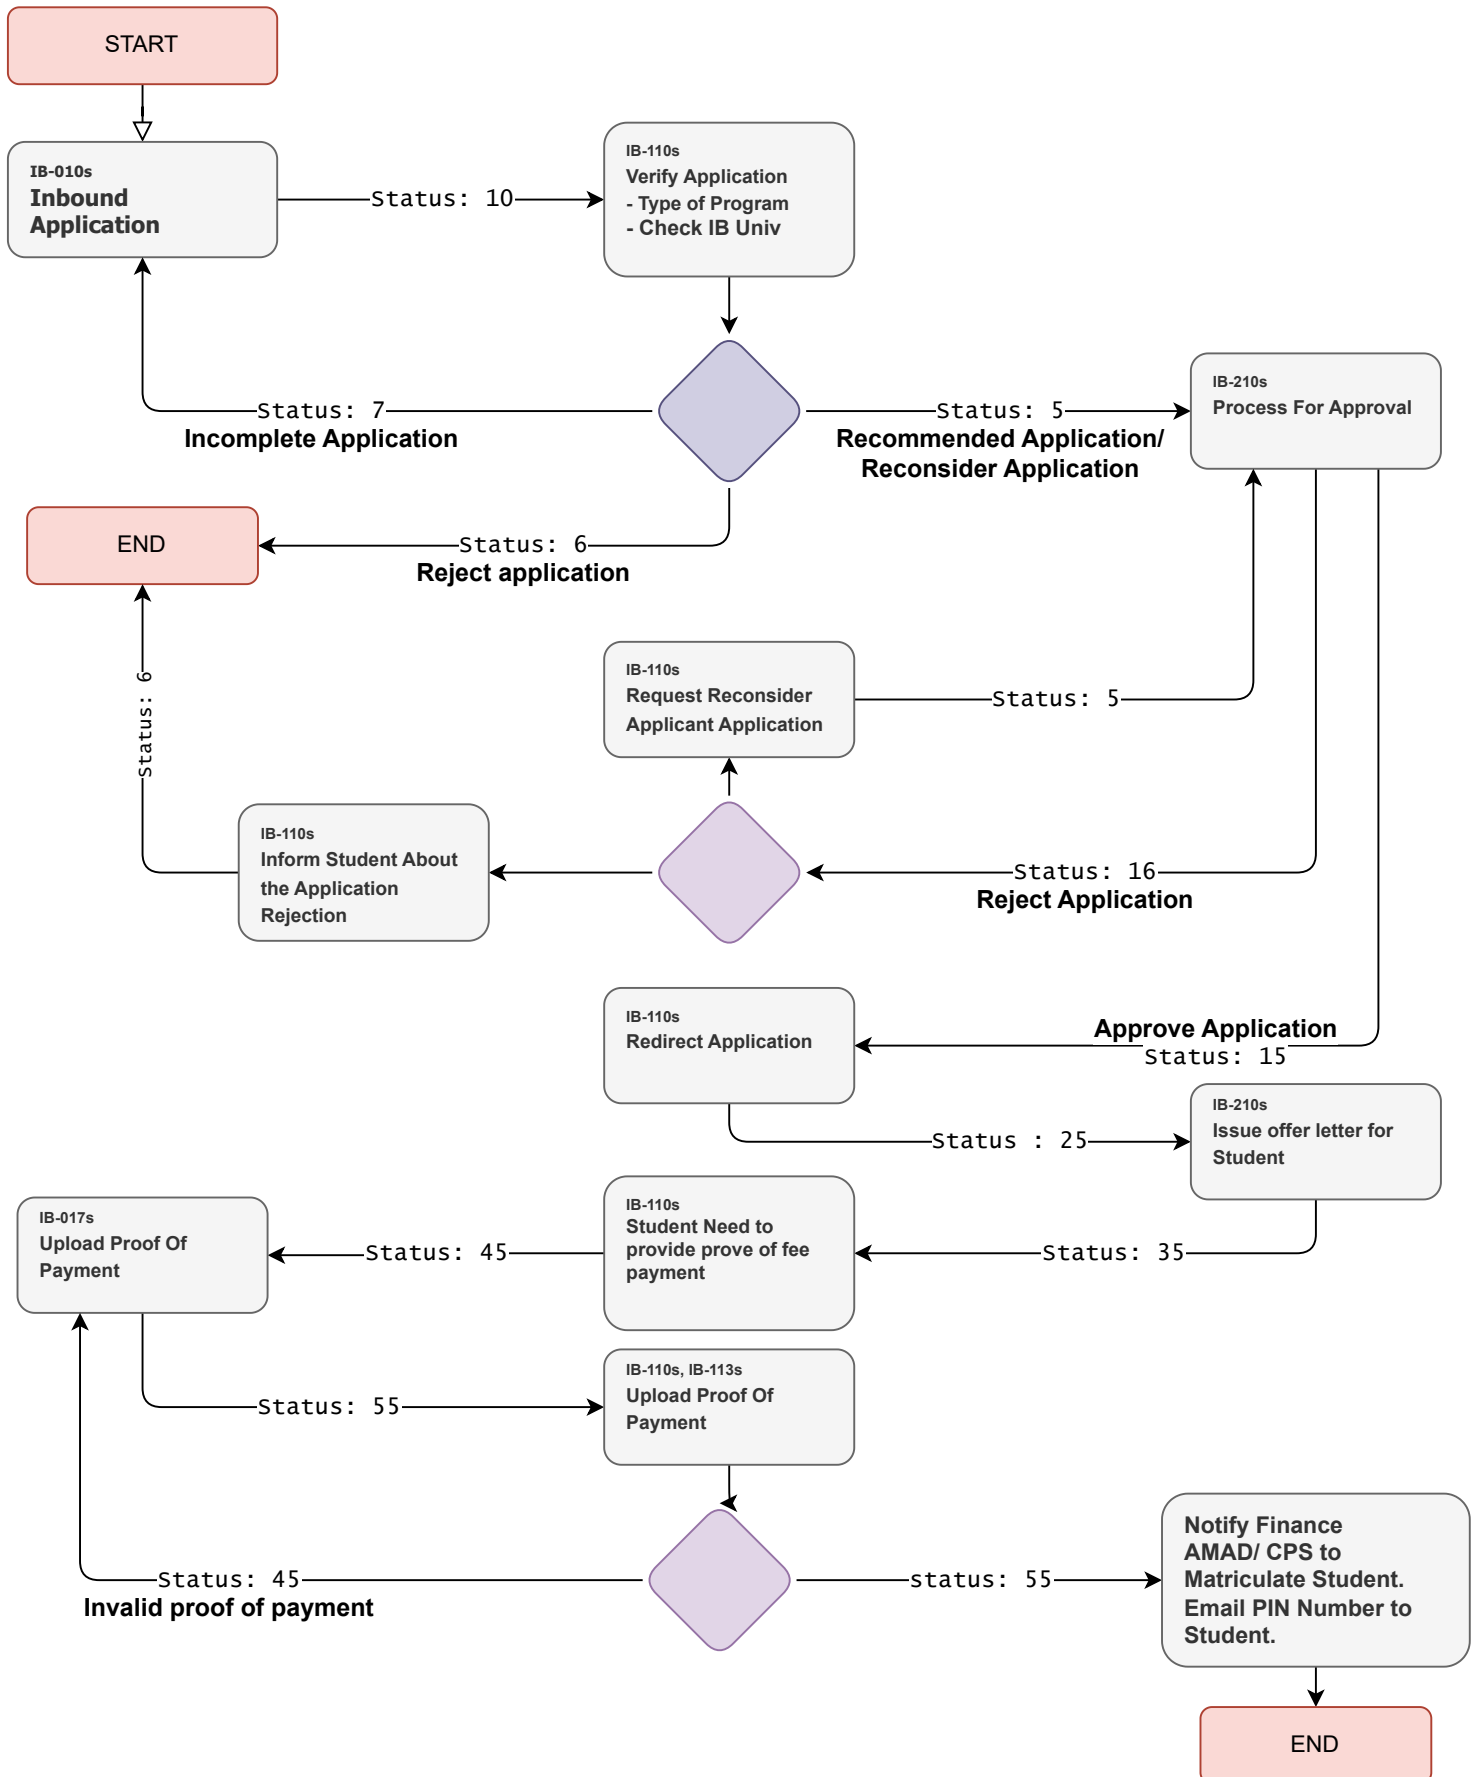 START
IB-010s
Inbound
Application
Status: 10
IB-110s
Verify Application
- Type of Program
- Check IB Univ
Status: 7
Incomplete Application
Status: 5
Recommended Application/
Reconsider Application
IB-210s
Process For Approval
END
Status: 6
Reject application
IB-110s
Request Reconsider
Applicant Application
Status: 5
Status: 6
IB-110s
Inform Student About
the Application
Rejection
Status: 16
Reject Application
IB-110s
Redirect Application
Approve Application
Status: 15
Status : 25
IB-210s
Issue offer letter for
Student
IB-017s
Upload Proof Of
Payment
Status: 45
IB-110s
Student Need to
provide prove of fee
payment
Status: 35
Status: 55
IB-110s, IB-113s
Upload Proof Of
Payment
Status: 45
Invalid proof of payment
status: 55
Notify Finance
AMAD/ CPS to
Matriculate Student.
Email PIN Number to
Student.
END